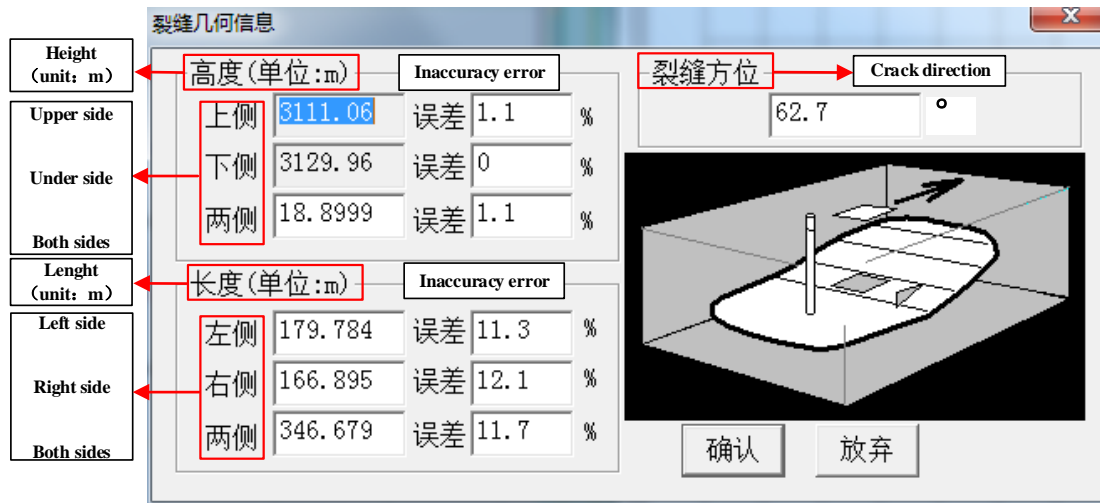 裂缝几何信息
X
Height
（unit：m）
高度(单位:m)
Inaccuracy error
裂缝方位
Crack direction
Upper side
上侧 3111.06 误差 1.1 %
62.7 °
Under side
下侧 3129.96 误差 0 %
Both sides
两侧 18.8999 误差 1.1 %
Lenght
（unit：m）
长度(单位:m)
Inaccuracy error
Left side
左侧 179.784 误差 11.3 %
Right side
右侧 166.895 误差 12.1 %
Both sides
两侧 346.679 误差 11.7 %
确认
放弃